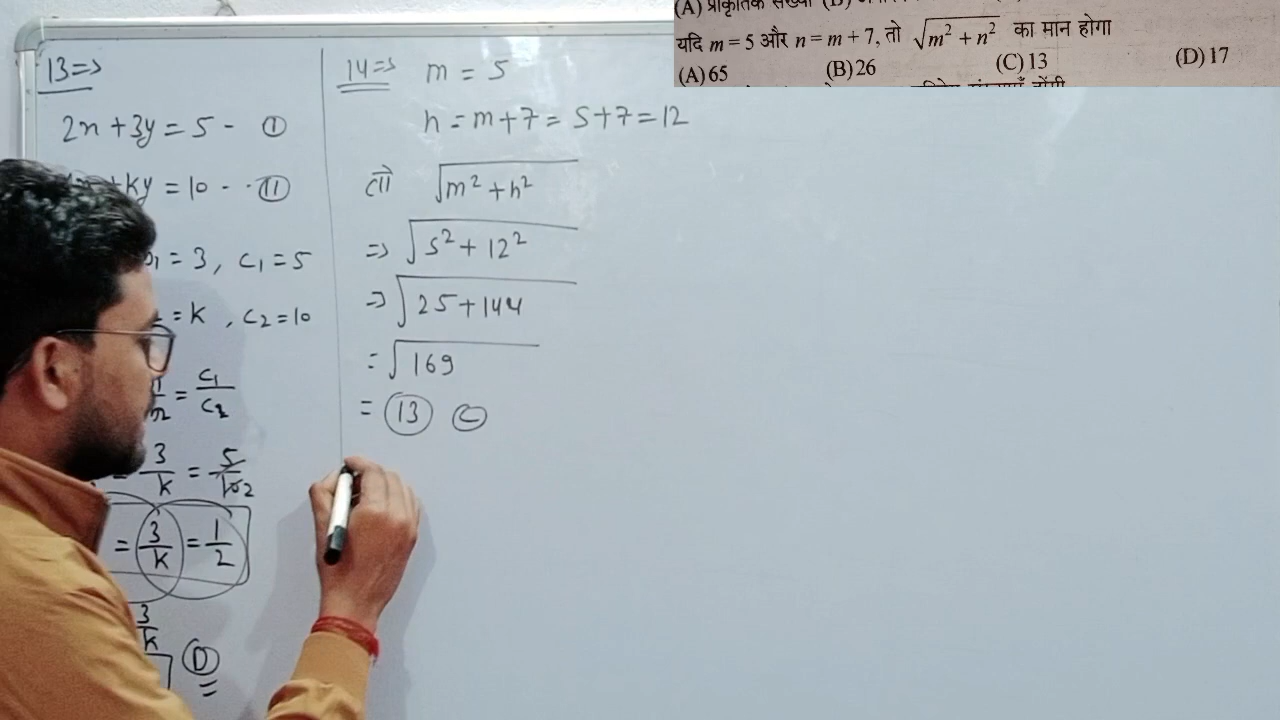 (A) प्राकृतिक संख्या (B)
यदि m = 5 और n = m + 7, तो √m² + n² का मान होगा
(A) 65 (B) 26 (C) 13 (D) 17
13=>
2x + 3y = 5 - ①
+ ky = 10 - - ⑪
= 3, c₁ = 5
= k, c₂ = 10
= c₁/c₂
= 3/k = 5/10 2
= 3/k = 1/2
3/k
Ⓓ
14=> m = 5
n = m+7 = 5+7 = 12
तो √m² + n²
=> √5² + 12²
=> √25 + 144
= √169
= 13 Ⓒ